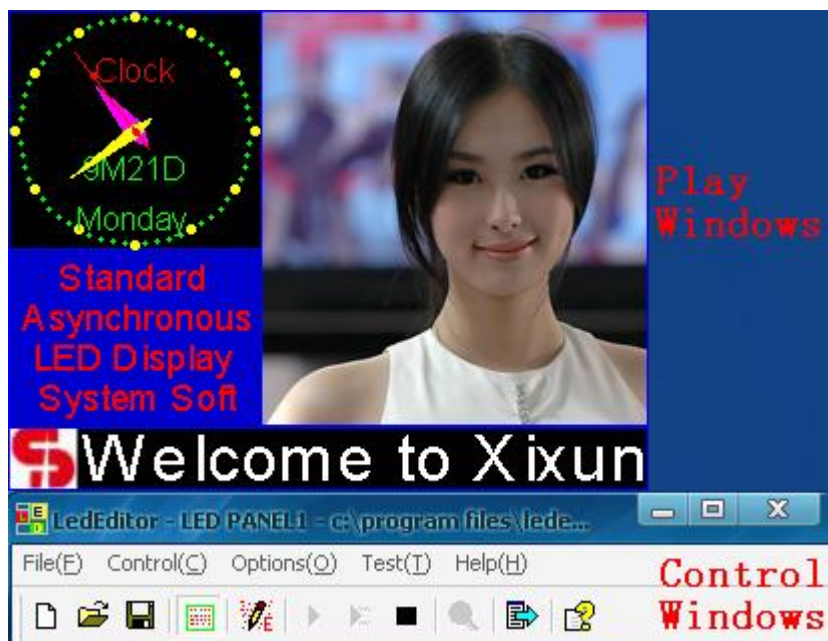 Clock
9M21D
Monday
Standard
Asynchronous
LED Display
System Soft
Play
Windows
Welcome to Xixun
LedEditor - LED PANEL1 - c:\program files\lede...
File(F) Control(C) Options(O) Test(T) Help(H)
Control
Windows